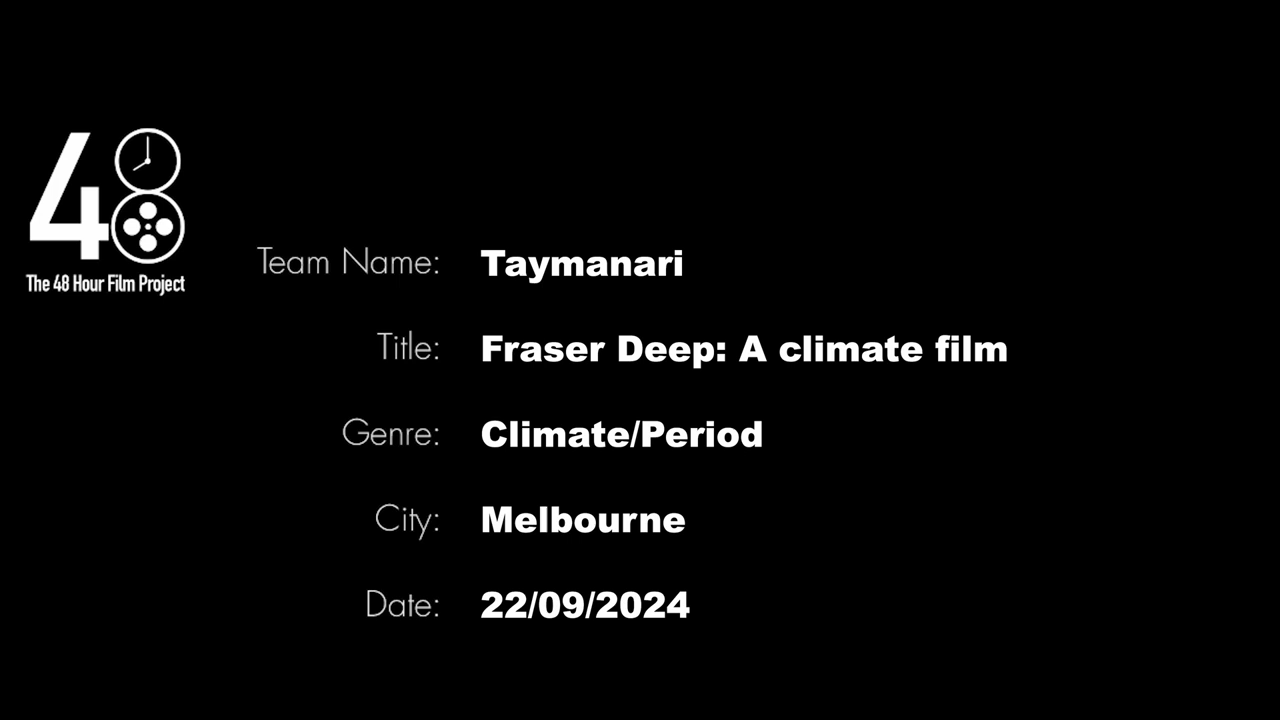 48
The 48 Hour Film Project
Team Name: Taymanari
Title: Fraser Deep: A climate film
Genre: Climate/Period
City: Melbourne
Date: 22/09/2024